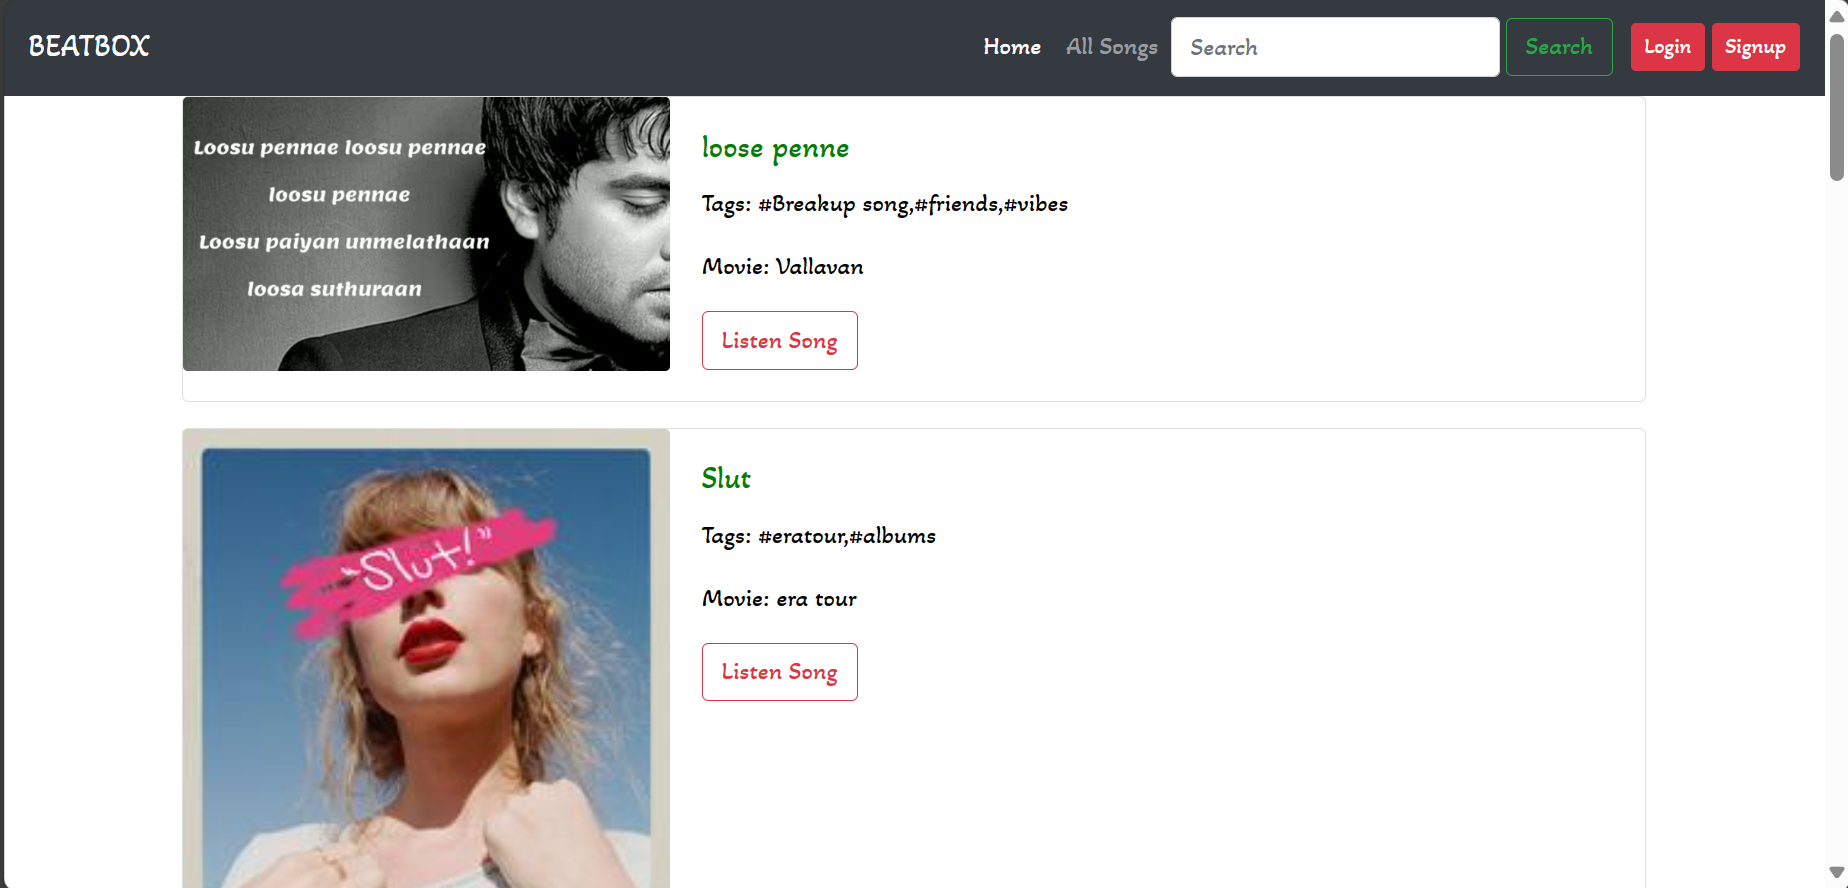 BEATBOX
Home All Songs Search Search Login Signup
Loosu pennae loosu pennae
loosu pennae
Loosu paiyan unmelathaan
loosa suthuraan
loose penne
Tags: #Breakup song,#friends,#vibes
Movie: Vallavan
Listen Song
"Slut!"
Slut
Tags: #eratour,#albums
Movie: era tour
Listen Song